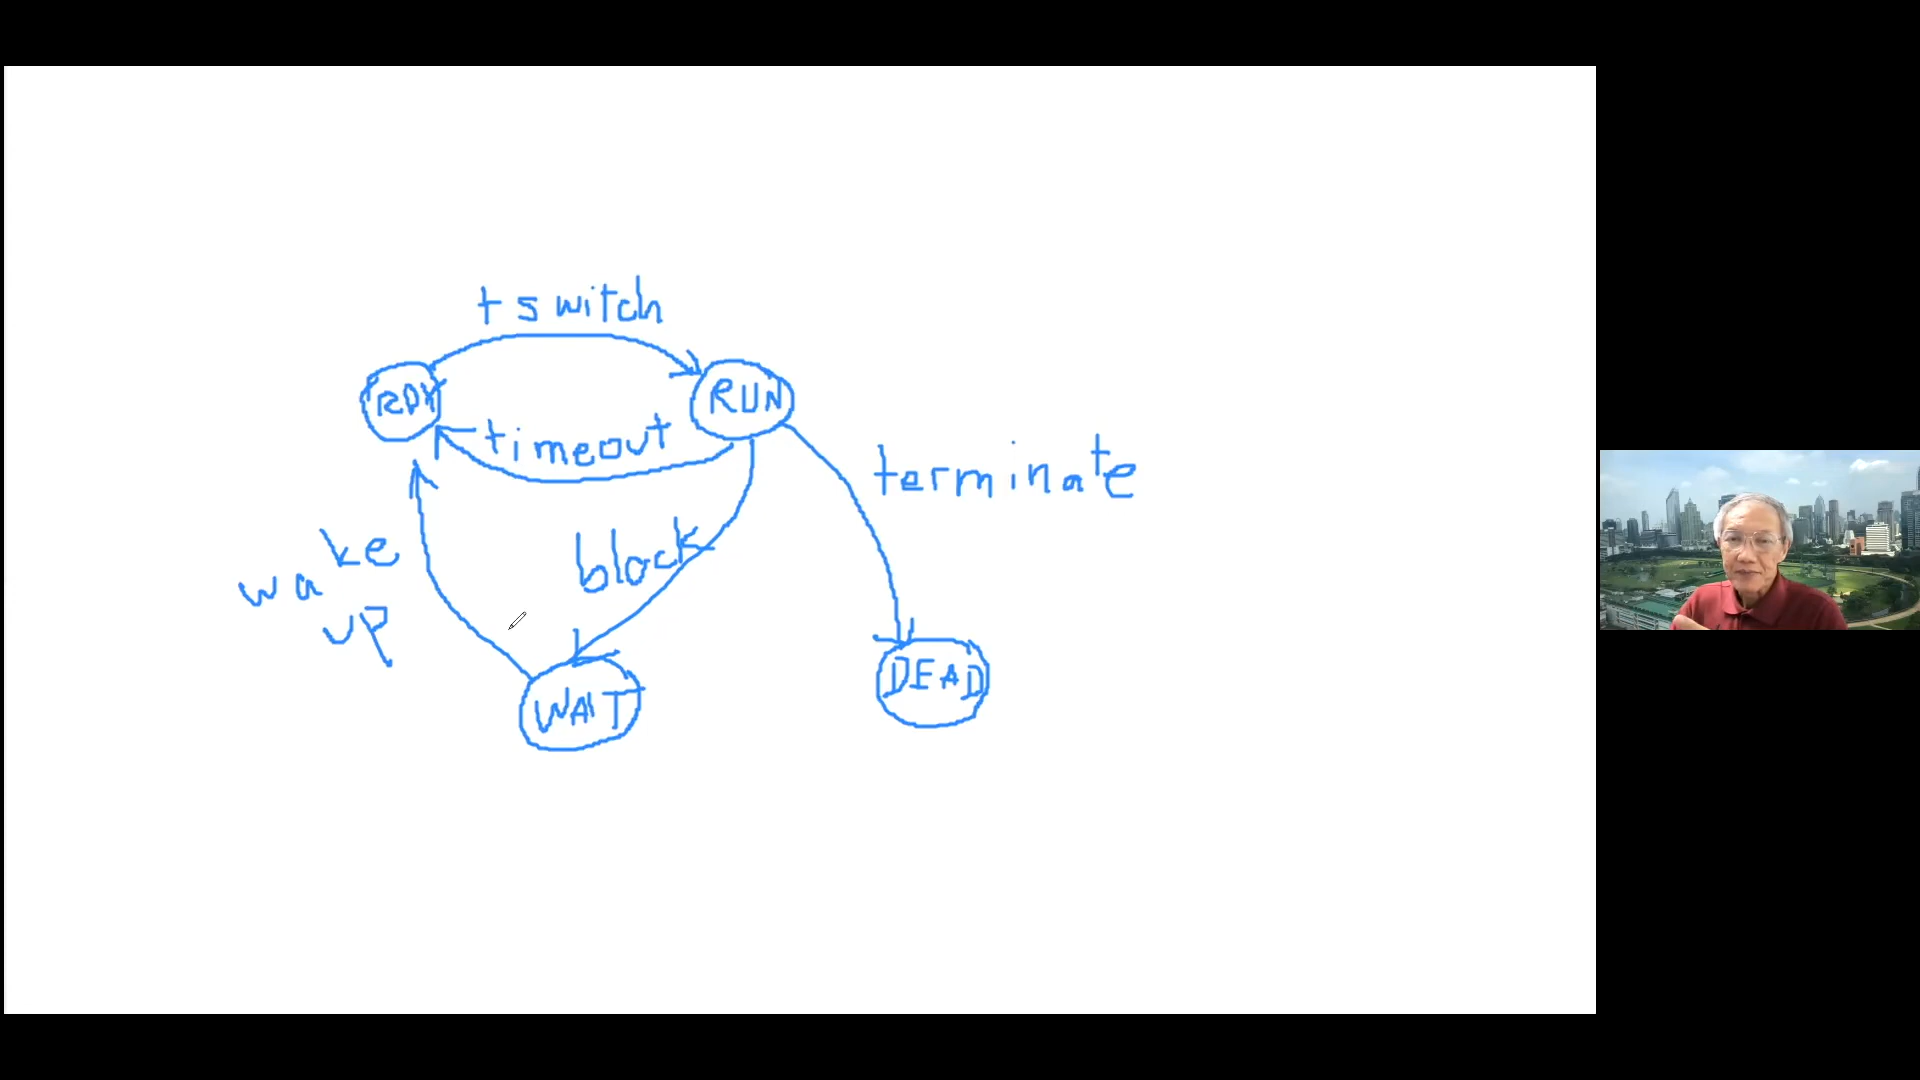 t switch
RDY
RUN
timeout
terminate
block
wake
up
WAIT
DEAD